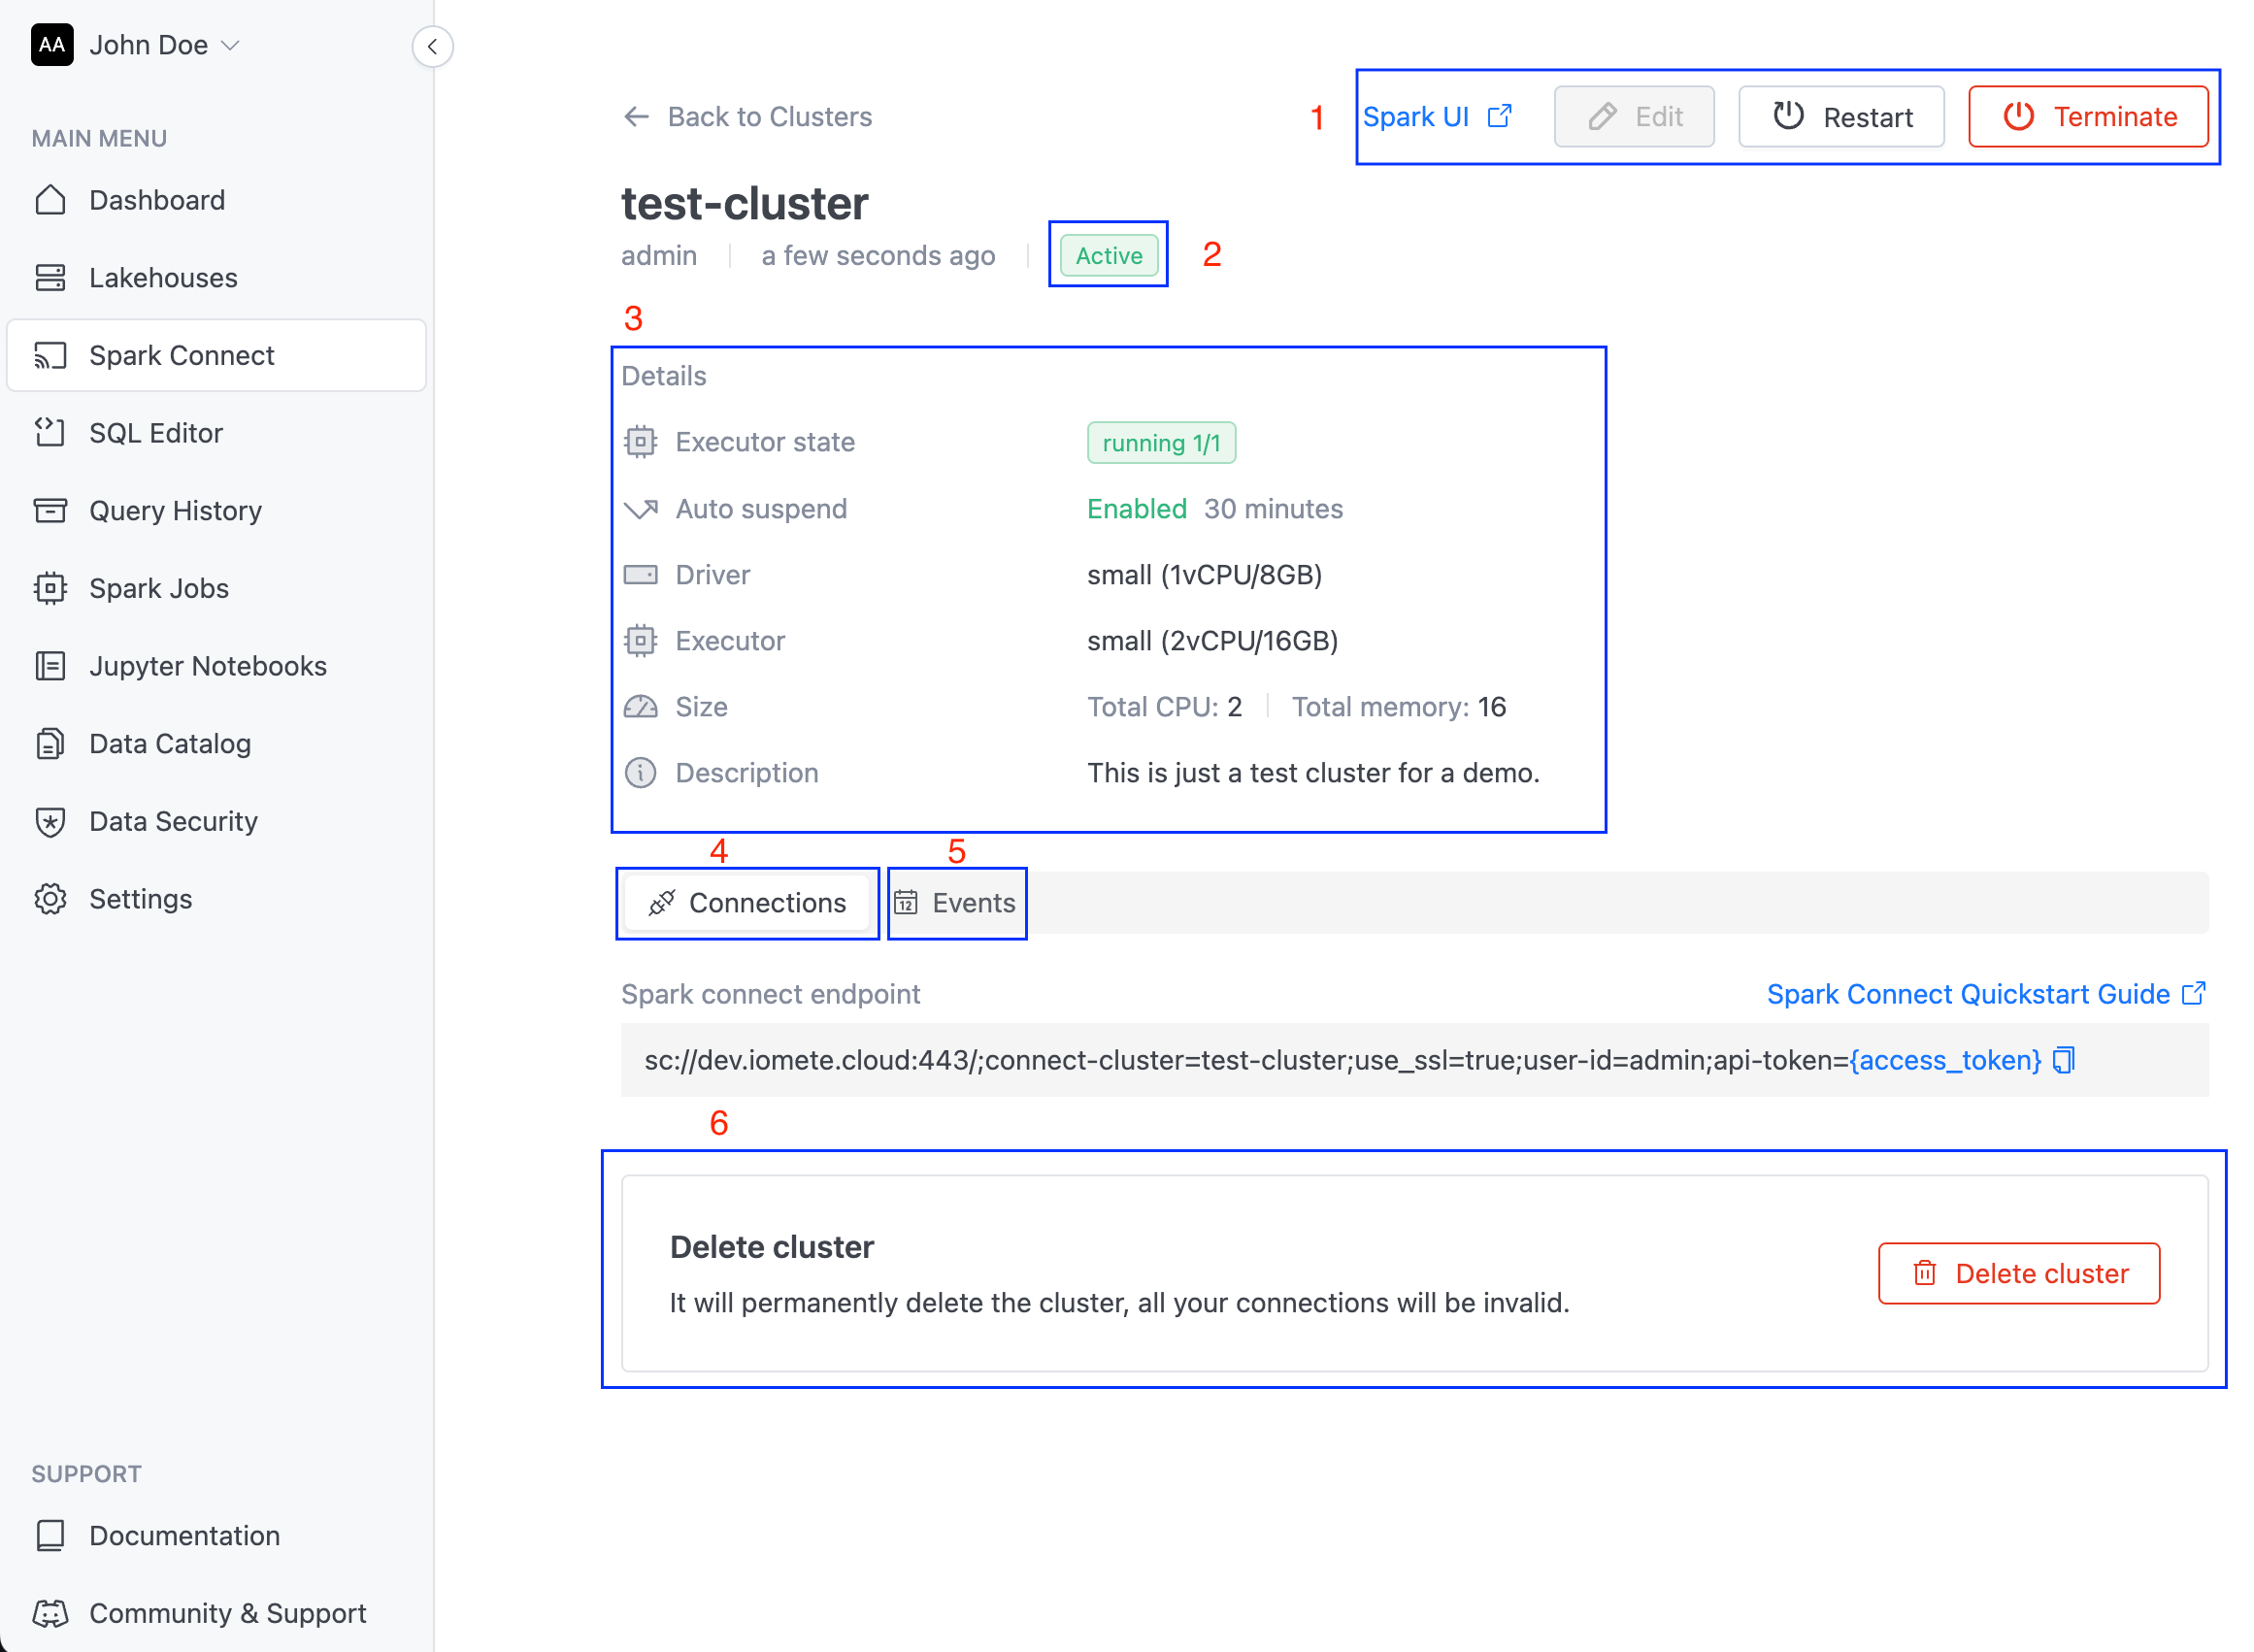 AA John Doe
MAIN MENU
Dashboard
Lakehouses
Spark Connect
SQL Editor
Query History
Spark Jobs
Jupyter Notebooks
Data Catalog
Data Security
Settings
SUPPORT
Documentation
Community & Support
Back to Clusters
1 Spark UI Edit Restart Terminate
test-cluster
admin a few seconds ago Active 2
3
Details
Executor state running 1/1
Auto suspend Enabled 30 minutes
Driver small (1vCPU/8GB)
Executor small (2vCPU/16GB)
Size Total CPU: 2 Total memory: 16
Description This is just a test cluster for a demo.
4 5
Connections 12 Events
Spark connect endpoint Spark Connect Quickstart Guide
sc://dev.iomete.cloud:443/;connect-cluster=test-cluster;use_ssl=true;user-id=admin;api-token={access_token}
6
Delete cluster
It will permanently delete the cluster, all your connections will be invalid.
Delete cluster